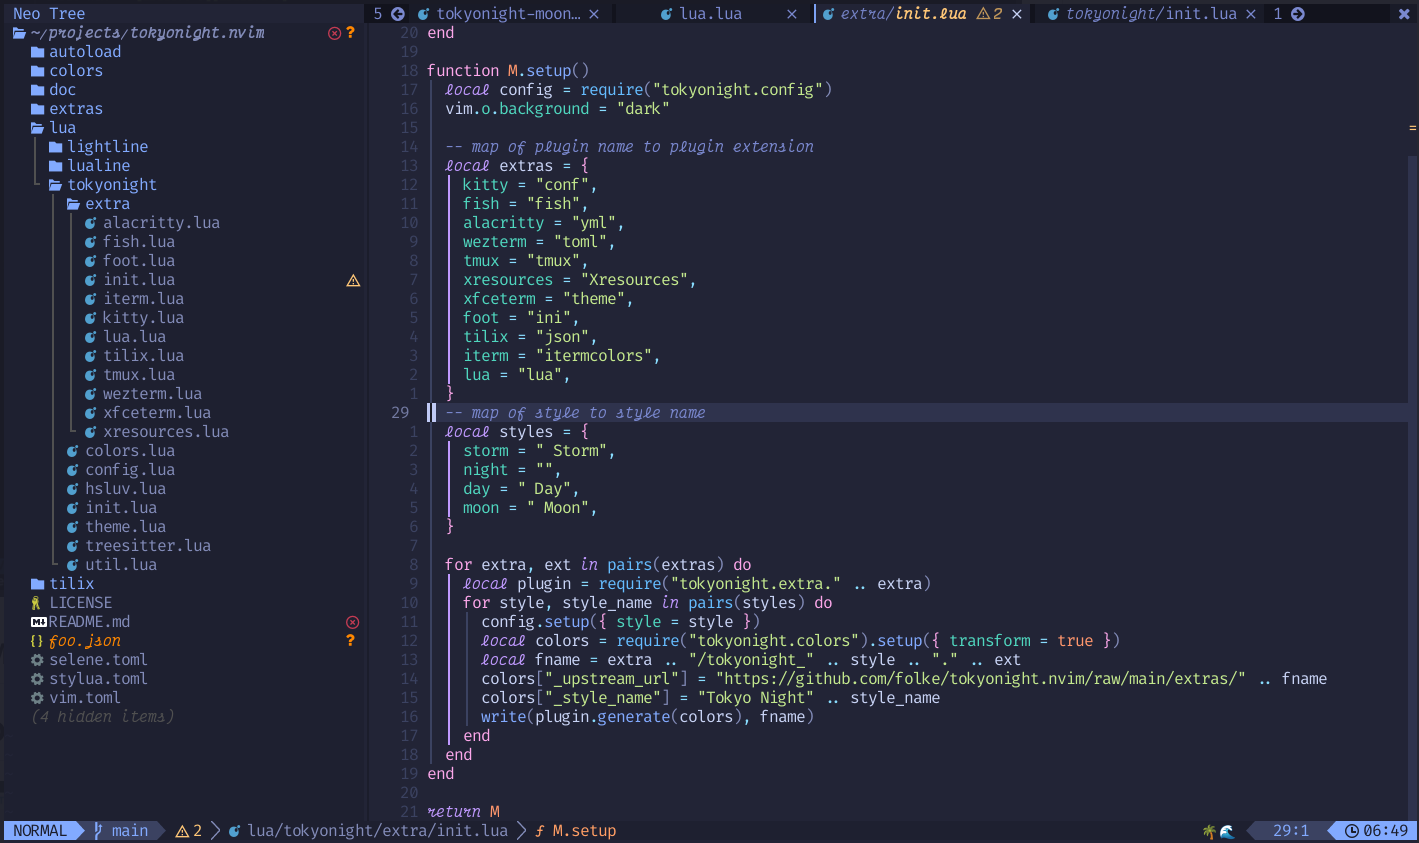 Neo Tree
~/projects/tokyonight.nvim ?
autoload
colors
doc
extras
lua
lightline
lualine
tokyonight
extra
alacritty.lua
fish.lua
foot.lua
init.lua
iterm.lua
kitty.lua
lua.lua
tilix.lua
tmux.lua
wezterm.lua
xfceterm.lua
xresources.lua
colors.lua
config.lua
hsluv.lua
init.lua
theme.lua
treesitter.lua
util.lua
tilix
LICENSE
README.md
{} foo.json ?
selene.toml
stylua.toml
vim.toml
(4 hidden items)
5 tokyonight-moon… × lua.lua × extra/init.lua 2 × tokyonight/init.lua × 1 ×
20 end
19
18 function M.setup()
17 local config = require("tokyonight.config")
16 vim.o.background = "dark"
15
14 -- map of plugin name to plugin extension
13 local extras = {
12 kitty = "conf",
11 fish = "fish",
10 alacritty = "yml",
9 wezterm = "toml",
8 tmux = "tmux",
7 xresources = "Xresources",
6 xfceterm = "theme",
5 foot = "ini",
4 tilix = "json",
3 iterm = "itermcolors",
2 lua = "lua",
1 }
29 -- map of style to style name
1 local styles = {
2 storm = " Storm",
3 night = "",
4 day = " Day",
5 moon = " Moon",
6 }
7
8 for extra, ext in pairs(extras) do
9 local plugin = require("tokyonight.extra." .. extra)
10 for style, style_name in pairs(styles) do
11 config.setup({ style = style })
12 local colors = require("tokyonight.colors").setup({ transform = true })
13 local fname = extra .. "/tokyonight_" .. style .. "." .. ext
14 colors["_upstream_url"] = "https://github.com/folke/tokyonight.nvim/raw/main/extras/" .. fname
15 colors["_style_name"] = "Tokyo Night" .. style_name
16 write(plugin.generate(colors), fname)
17 end
18 end
19 end
20
21 return M
NORMAL main 2 lua/tokyonight/extra/init.lua ƒ M.setup 29:1 06:49